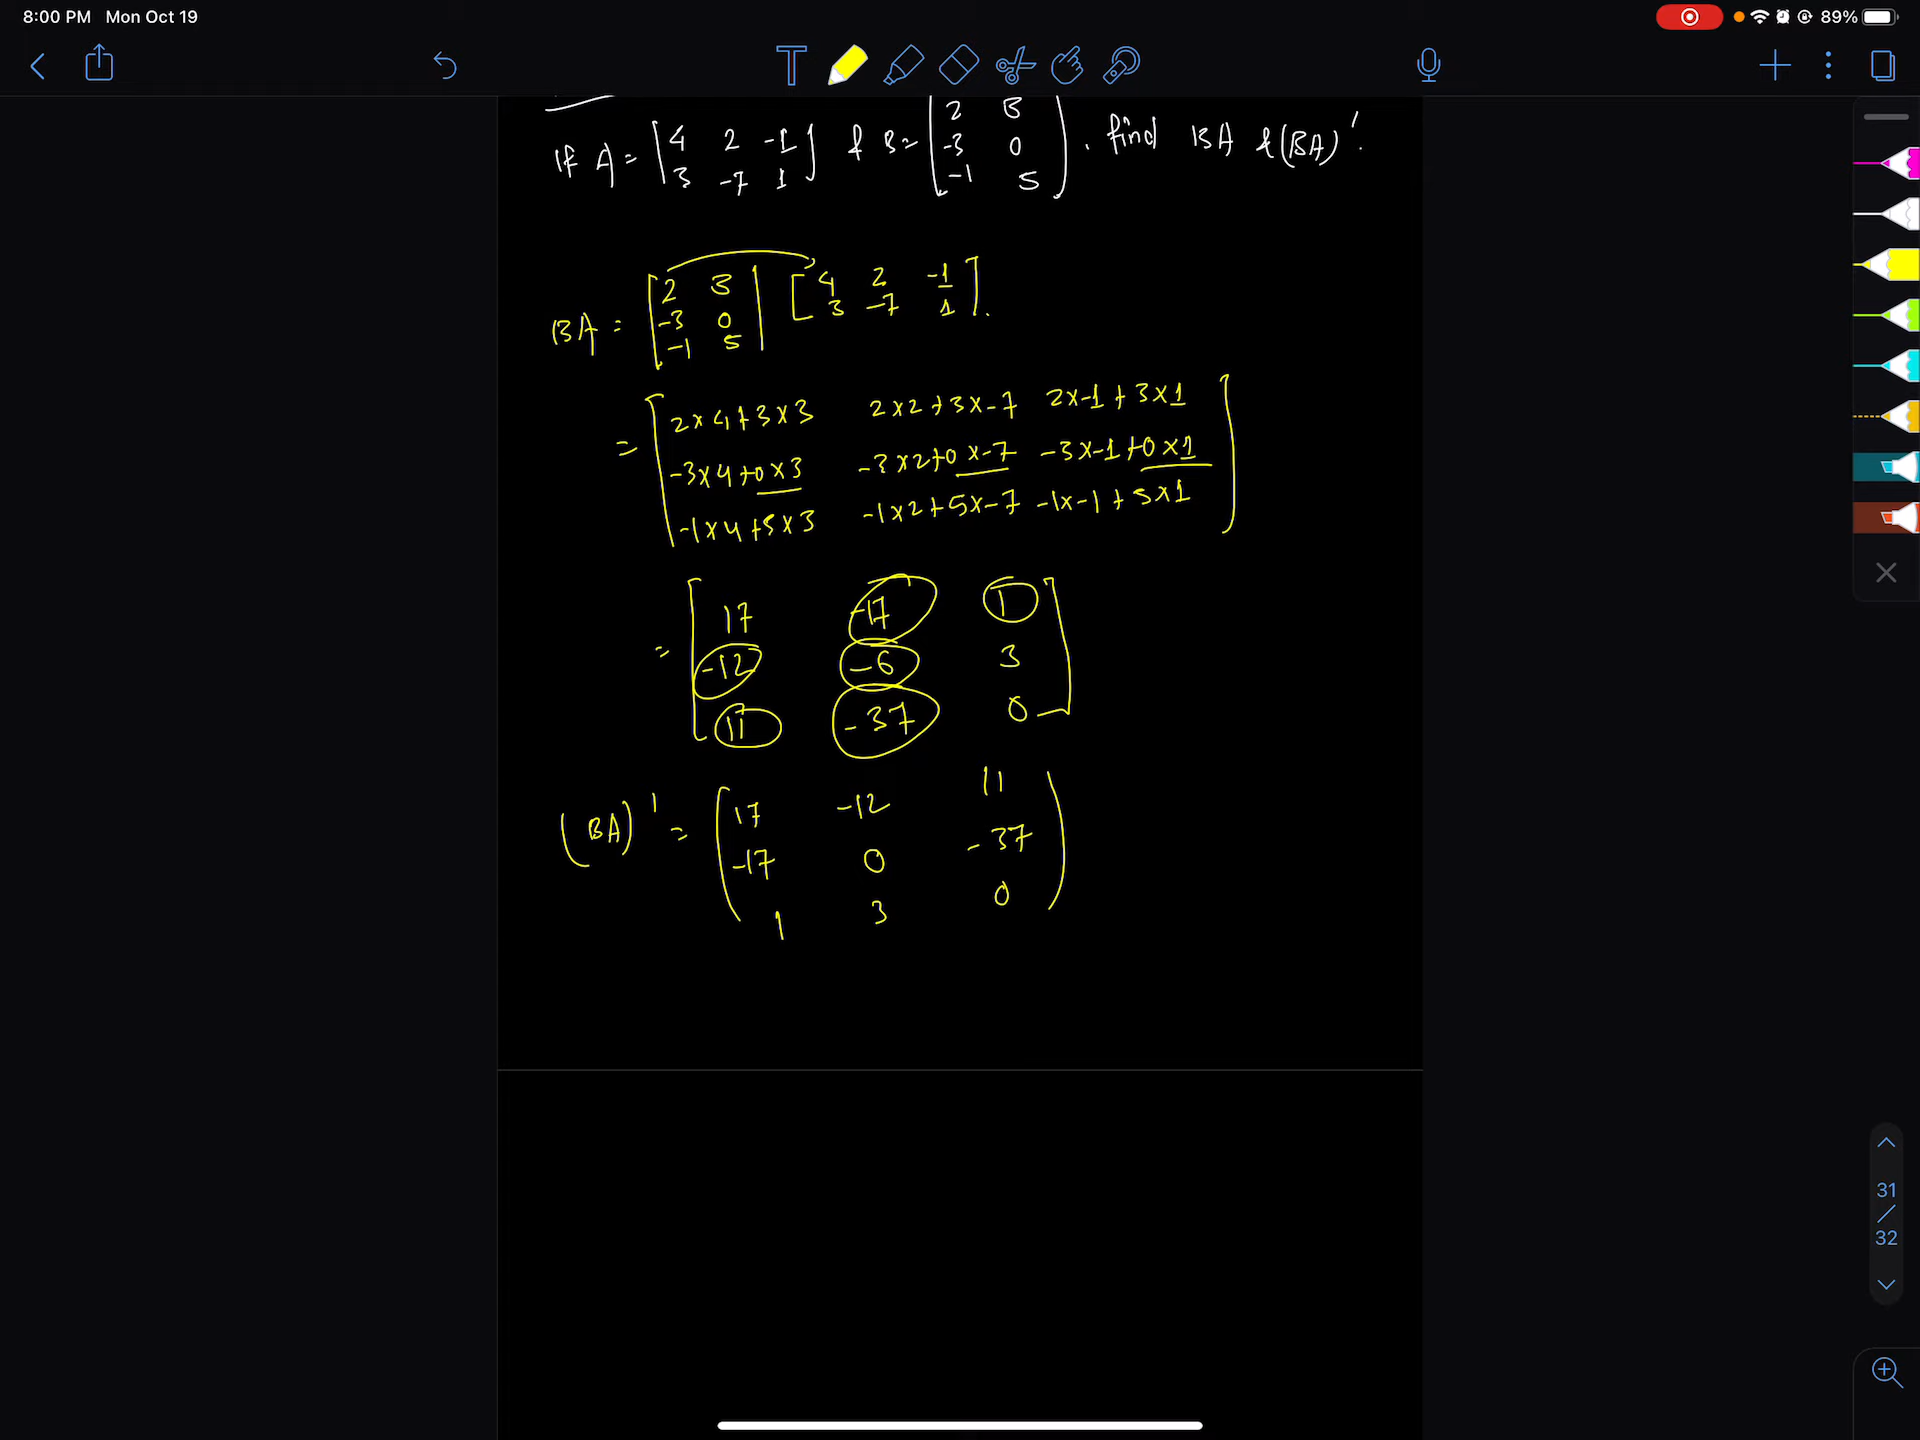 8:00 PM Mon Oct 19 89%
2 3
If A = [4 2 -1] & B = [-3 0]. find BA & (BA)'.
3 -7 1 -1 5
BA = [2 3] [4 2 -1].
-3 0 3 -7 1
-1 5
= [2×4+3×3 2×2+3×-7 2×-1+3×1]
-3×4+0×3 -3×2+0×-7 -3×-1+0×1
-1×4+5×3 -1×2+5×-7 -1×-1+5×1
= [17 -17 1]
-12 -6 3
11 -37 0
(BA)' = (17 -12 11)
-17 0 -37
1 3 0
31
/
32